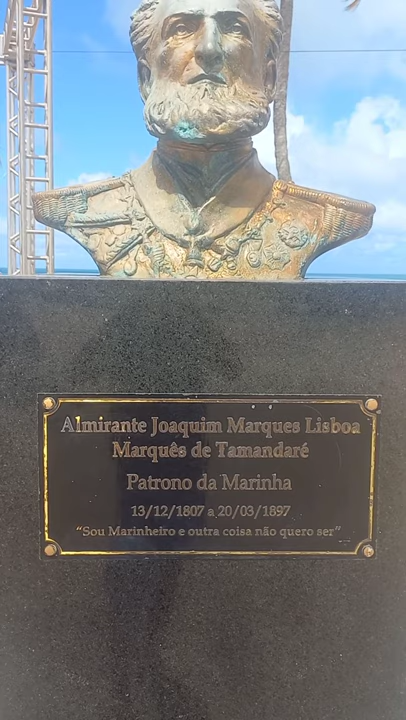 Almirante Joaquim Marques Lisboa
Marquês de Tamandaré
Patrono da Marinha
13/12/1807 a 20/03/1897
“Sou Marinheiro e outra coisa não quero ser”